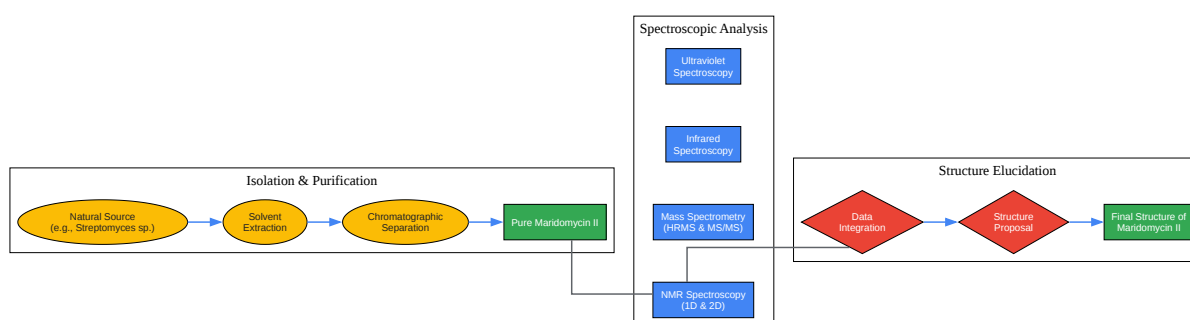 Isolation & Purification
Natural Source
(e.g., Streptomyces sp.)
Solvent
Extraction
Chromatographic
Separation
Pure Maridomycin II
Spectroscopic Analysis
Ultraviolet
Spectroscopy
Infrared
Spectroscopy
Mass Spectrometry
(HRMS & MS/MS)
NMR Spectroscopy
(1D & 2D)
Structure Elucidation
Data
Integration
Structure
Proposal
Final Structure of
Maridomycin II